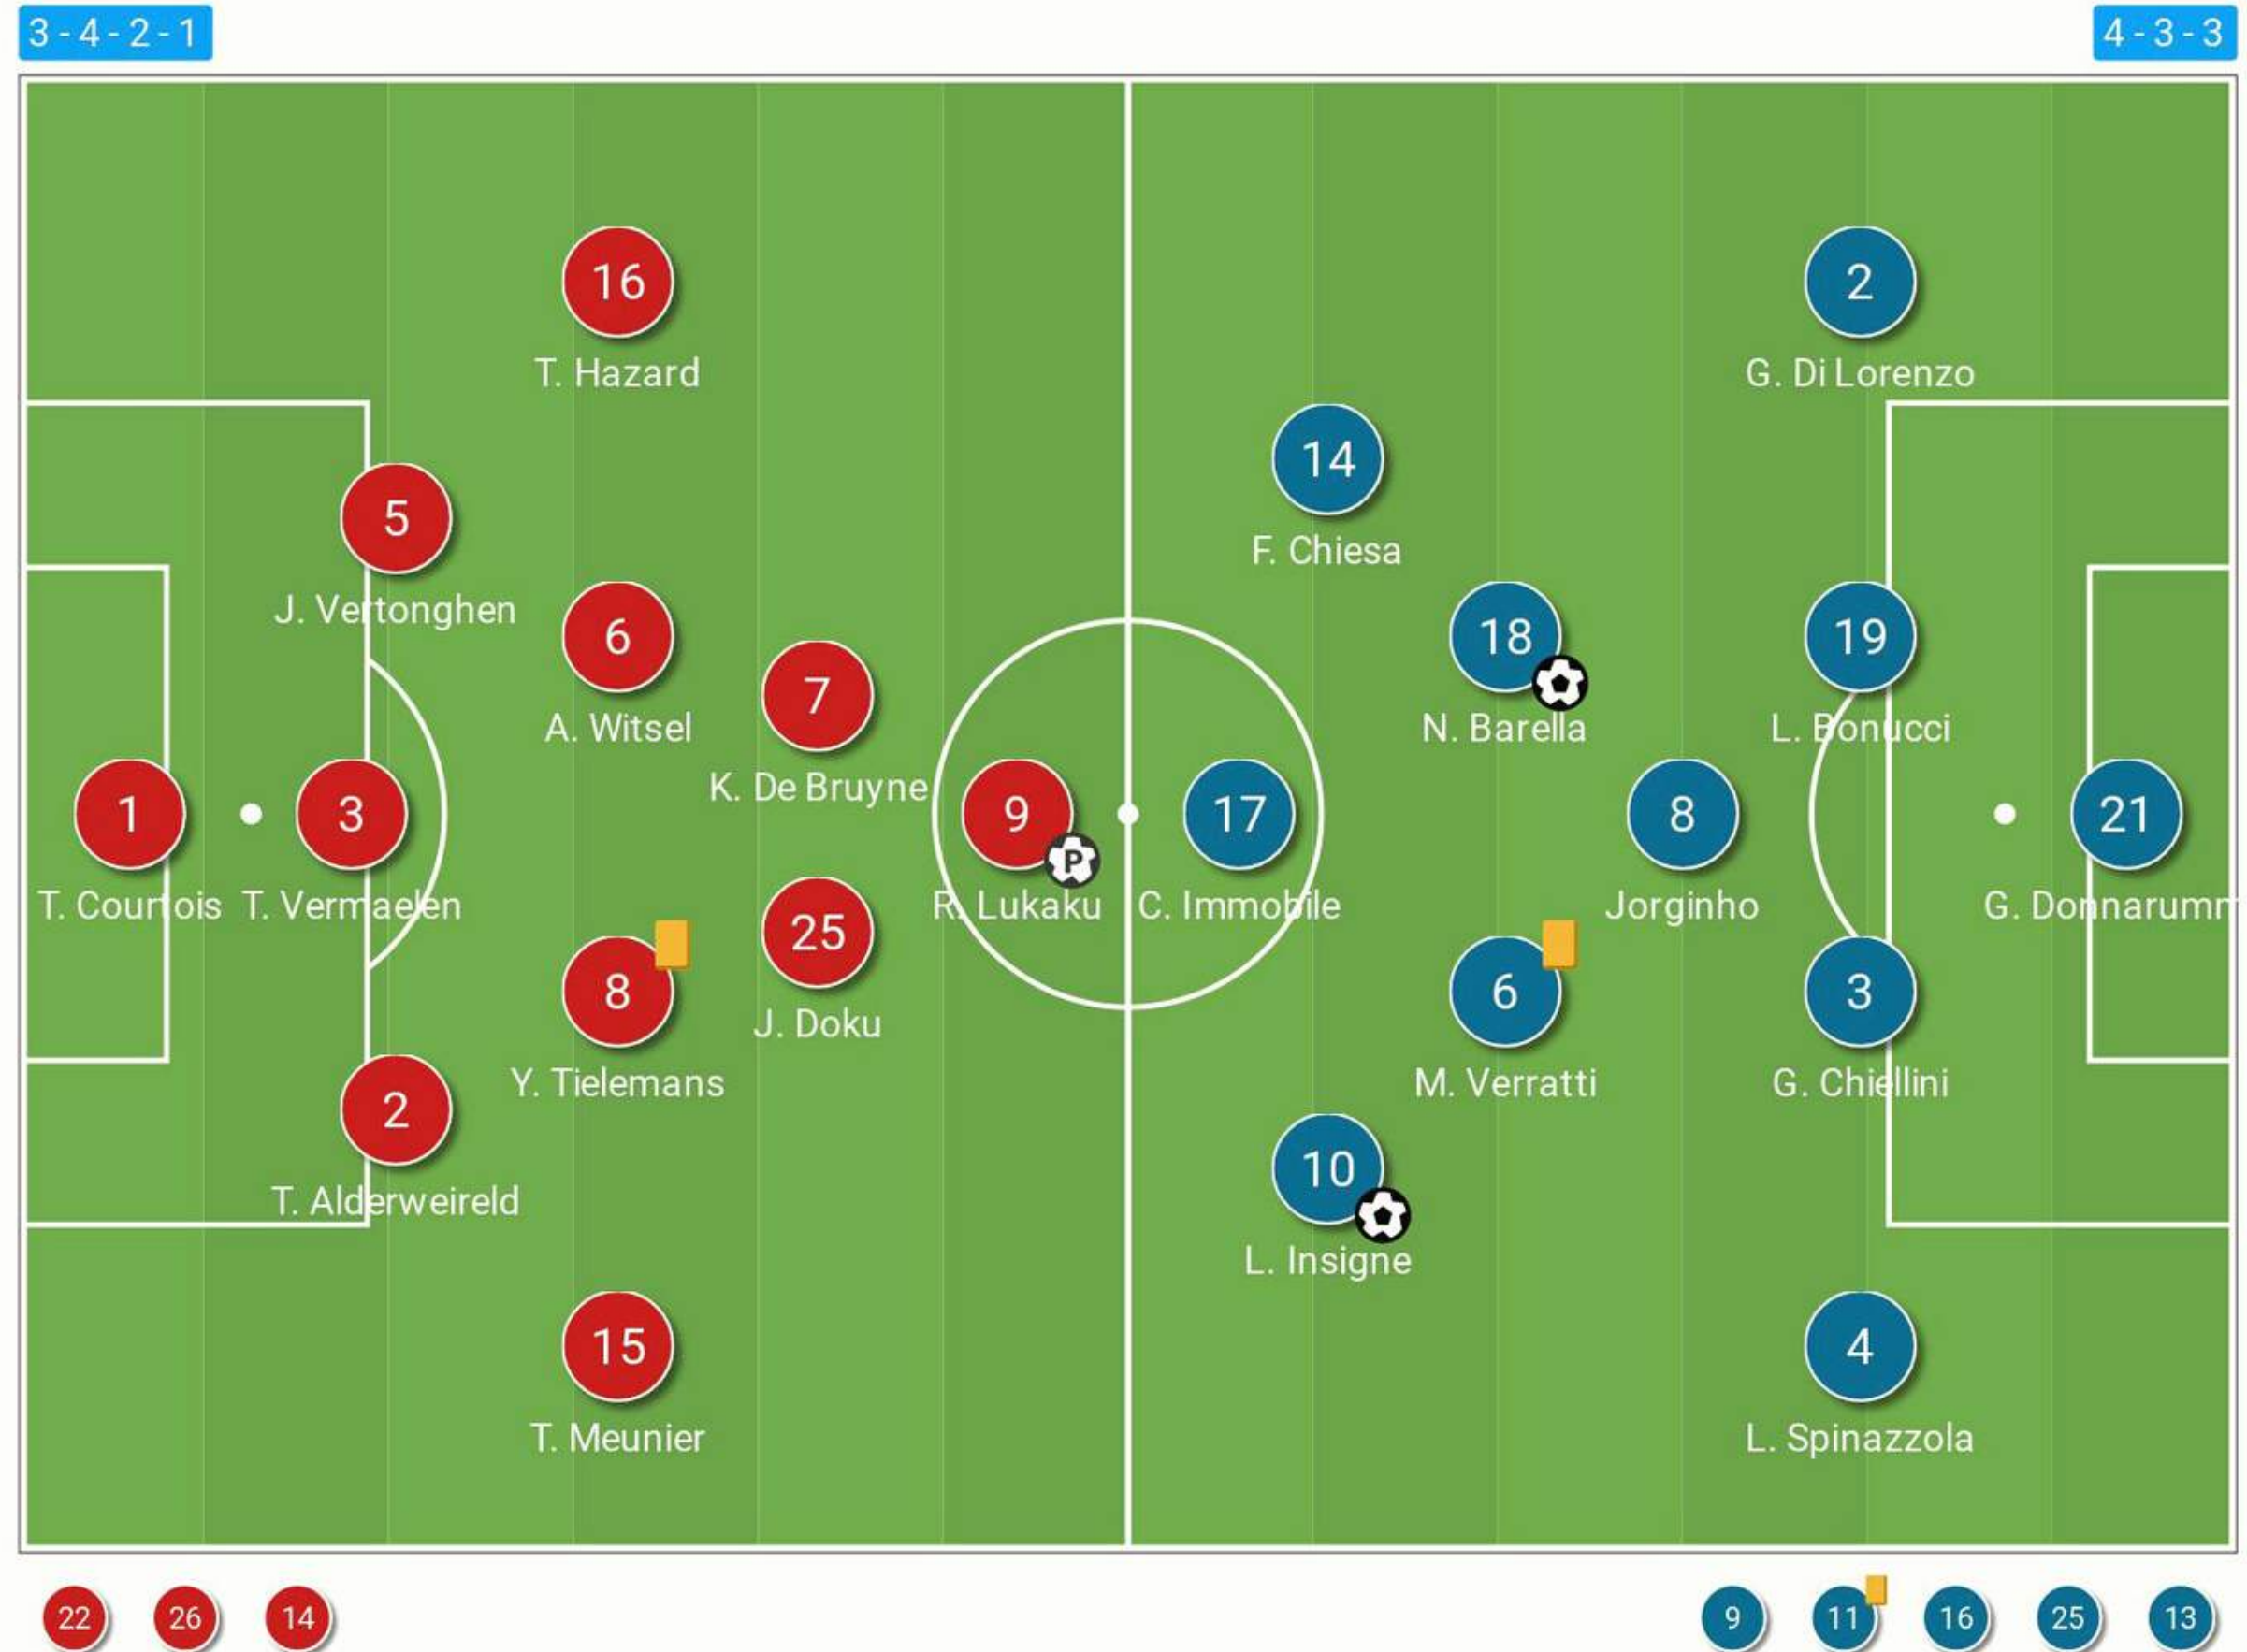 3 - 4 - 2 - 1
4 - 3 - 3
16
T. Hazard
2
G. Di Lorenzo
14
F. Chiesa
5
J. Vertonghen
6
A. Witsel
18
N. Barella
19
L. Bonucci
7
K. De Bruyne
1
T. Courtois
3
T. Vermaelen
9
P
R. Lukaku
17
C. Immobile
8
Jorginho
21
G. Donnarumm
25
J. Doku
8
Y. Tielemans
6
M. Verratti
3
G. Chiellini
2
T. Alderweireld
10
L. Insigne
15
T. Meunier
4
L. Spinazzola
22
26
14
9
11
16
25
13